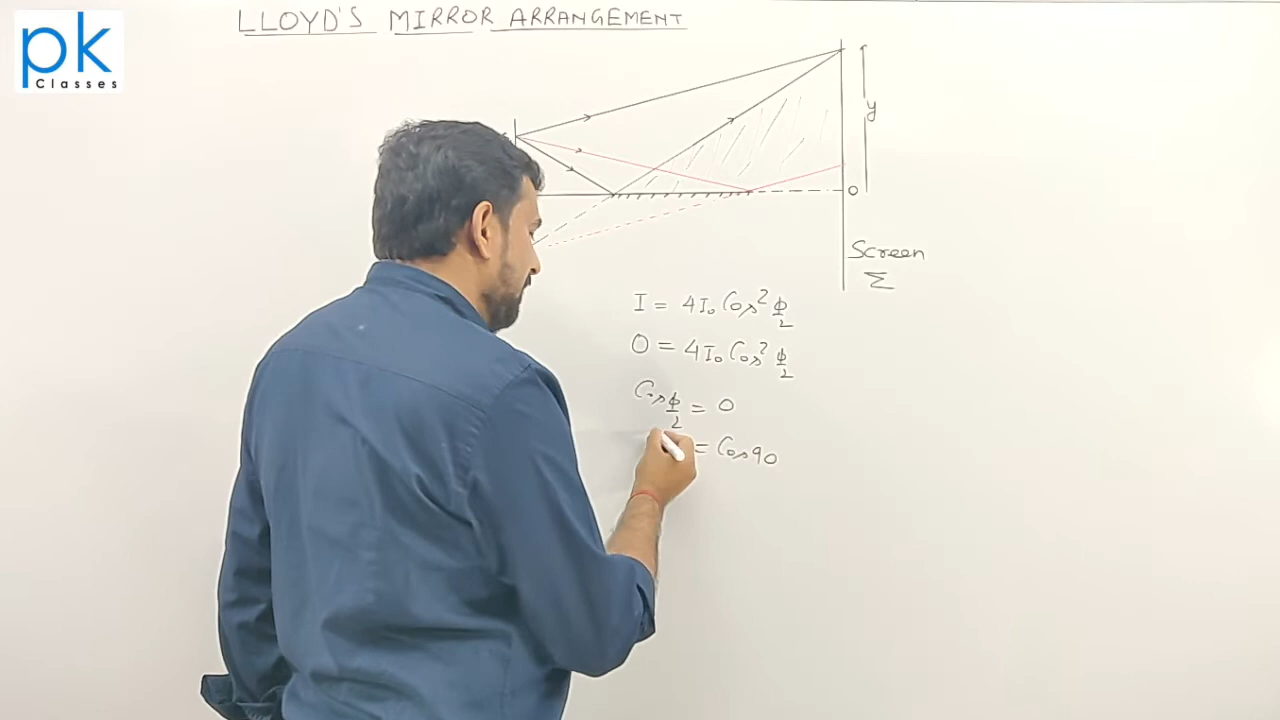 pk
Classes
LLOYD'S MIRROR ARRANGEMENT
y
O
Screen
Σ
I = 4I₀ Cos² ϕ/2
0 = 4I₀ Cos² ϕ/2
Cos ϕ/2 = 0
= Cos 90